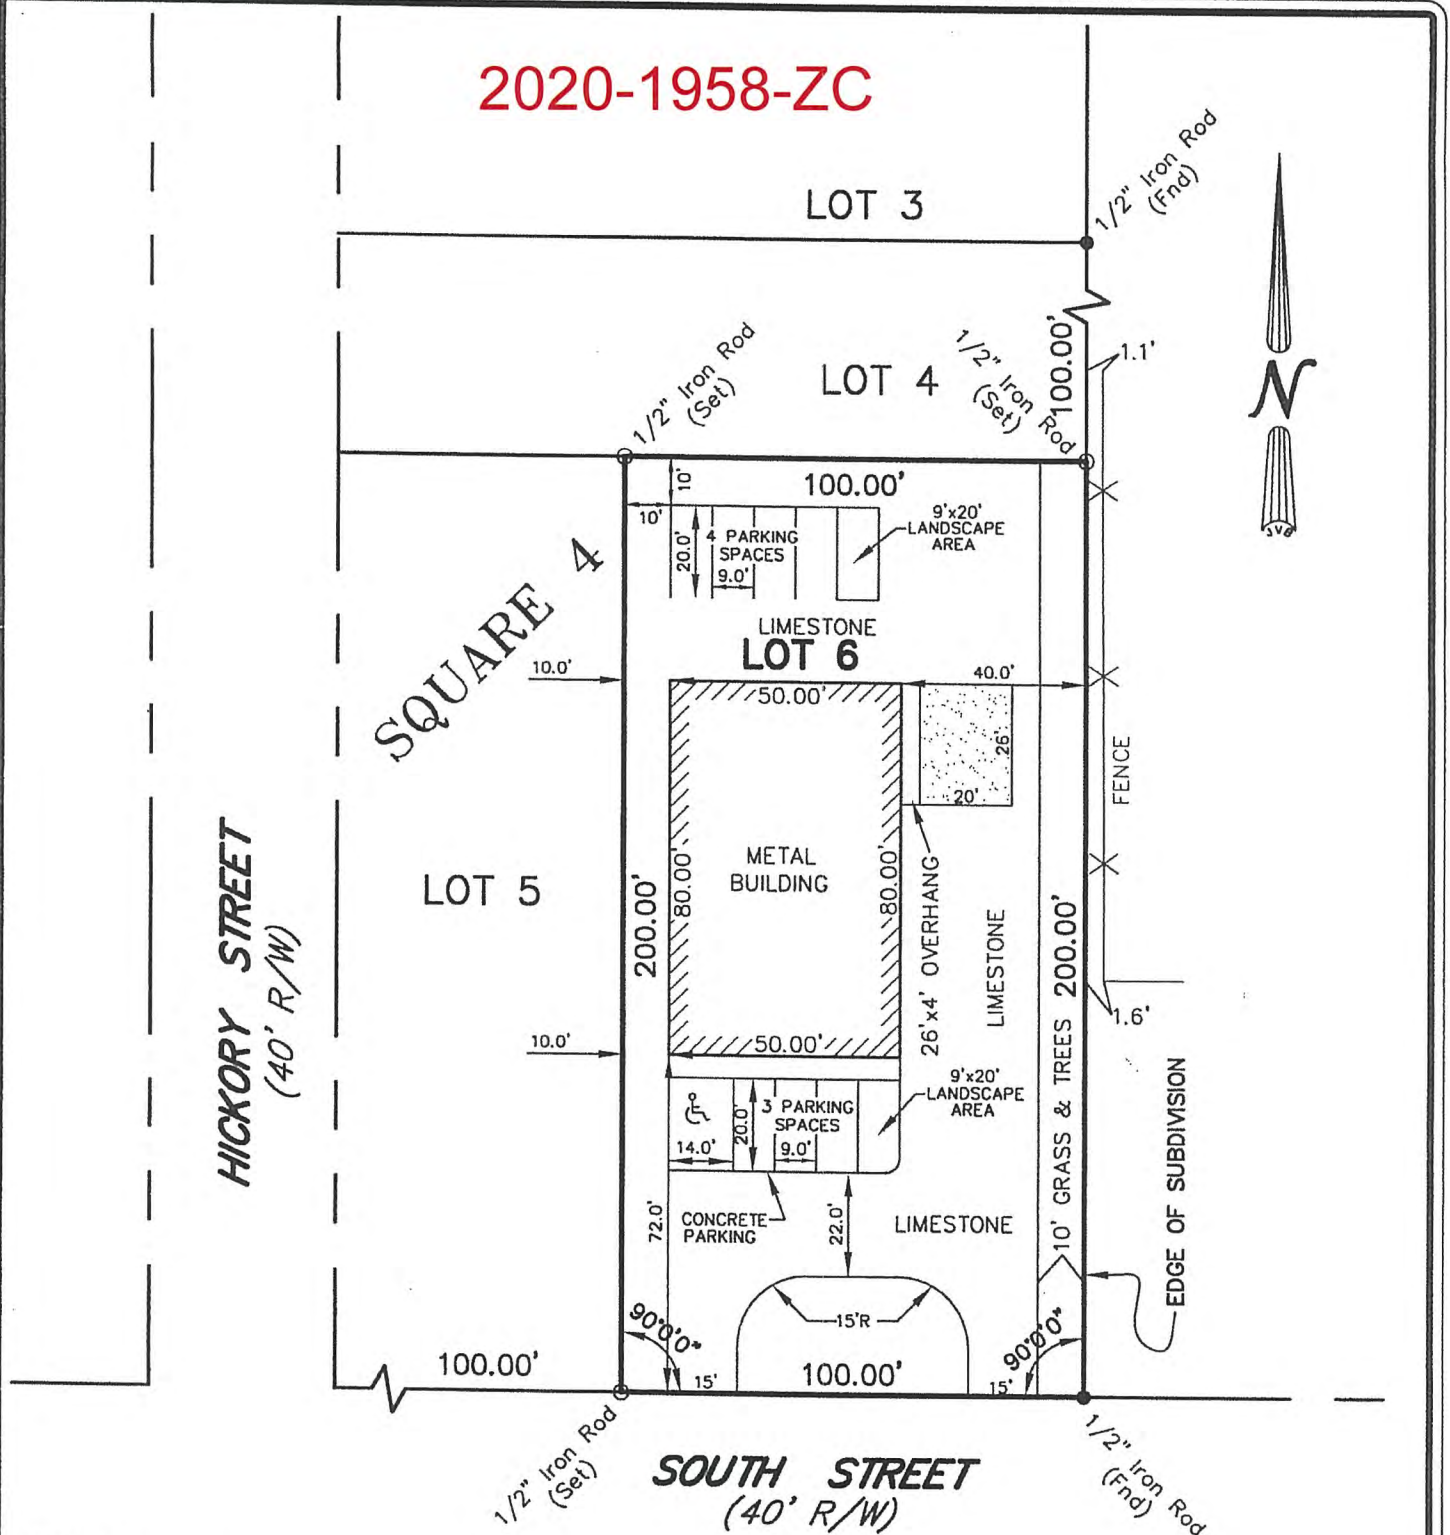 2020-1958-ZC
LOT 3
1/2" Iron Rod
(Fnd)
1/2" Iron Rod
(Set)
LOT 4
1/2" Iron Rod
(Set)
100.00'
1.1'
N
10'
10'
100.00'
20.0'
4 PARKING
SPACES
9.0'
9'x20'
LANDSCAPE
AREA
SQUARE 4
LIMESTONE
LOT 6
10.0'
50.00'
40.0'
26'
20'
FENCE
METAL
BUILDING
80.00'
80.00'
26'x4' OVERHANG
LIMESTONE
LOT 5
200.00'
200.00'
HICKORY STREET
(40' R/W)
10.0'
50.00'
1.6'
10' GRASS & TREES
EDGE OF SUBDIVISION
14.0'
20.0'
3 PARKING
SPACES
9.0'
9'x20'
LANDSCAPE
AREA
72.0'
CONCRETE
PARKING
22.0'
LIMESTONE
15'R
90°0'0"
90°0'0"
100.00'
15'
100.00'
15'
1/2" Iron Rod
(Set)
SOUTH STREET
(40' R/W)
1/2" Iron Rod
(Fnd)